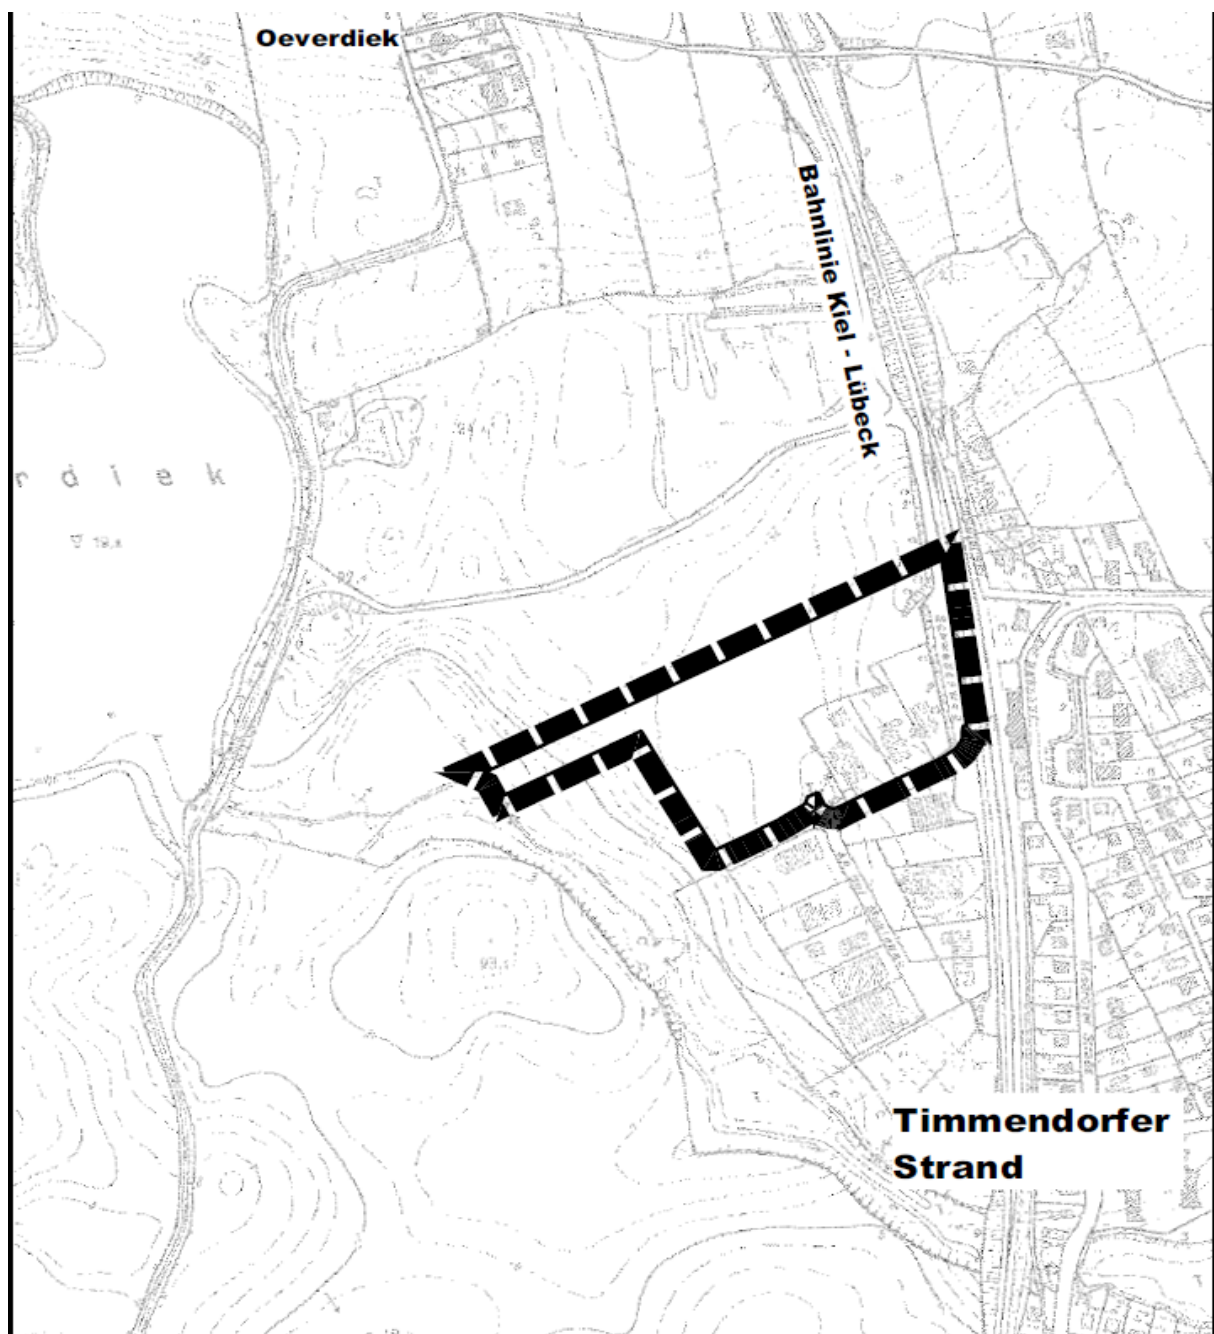 Oeverdiek
Bahnlinie Kiel - Lübeck
r d i e k
Timmendorfer
Strand